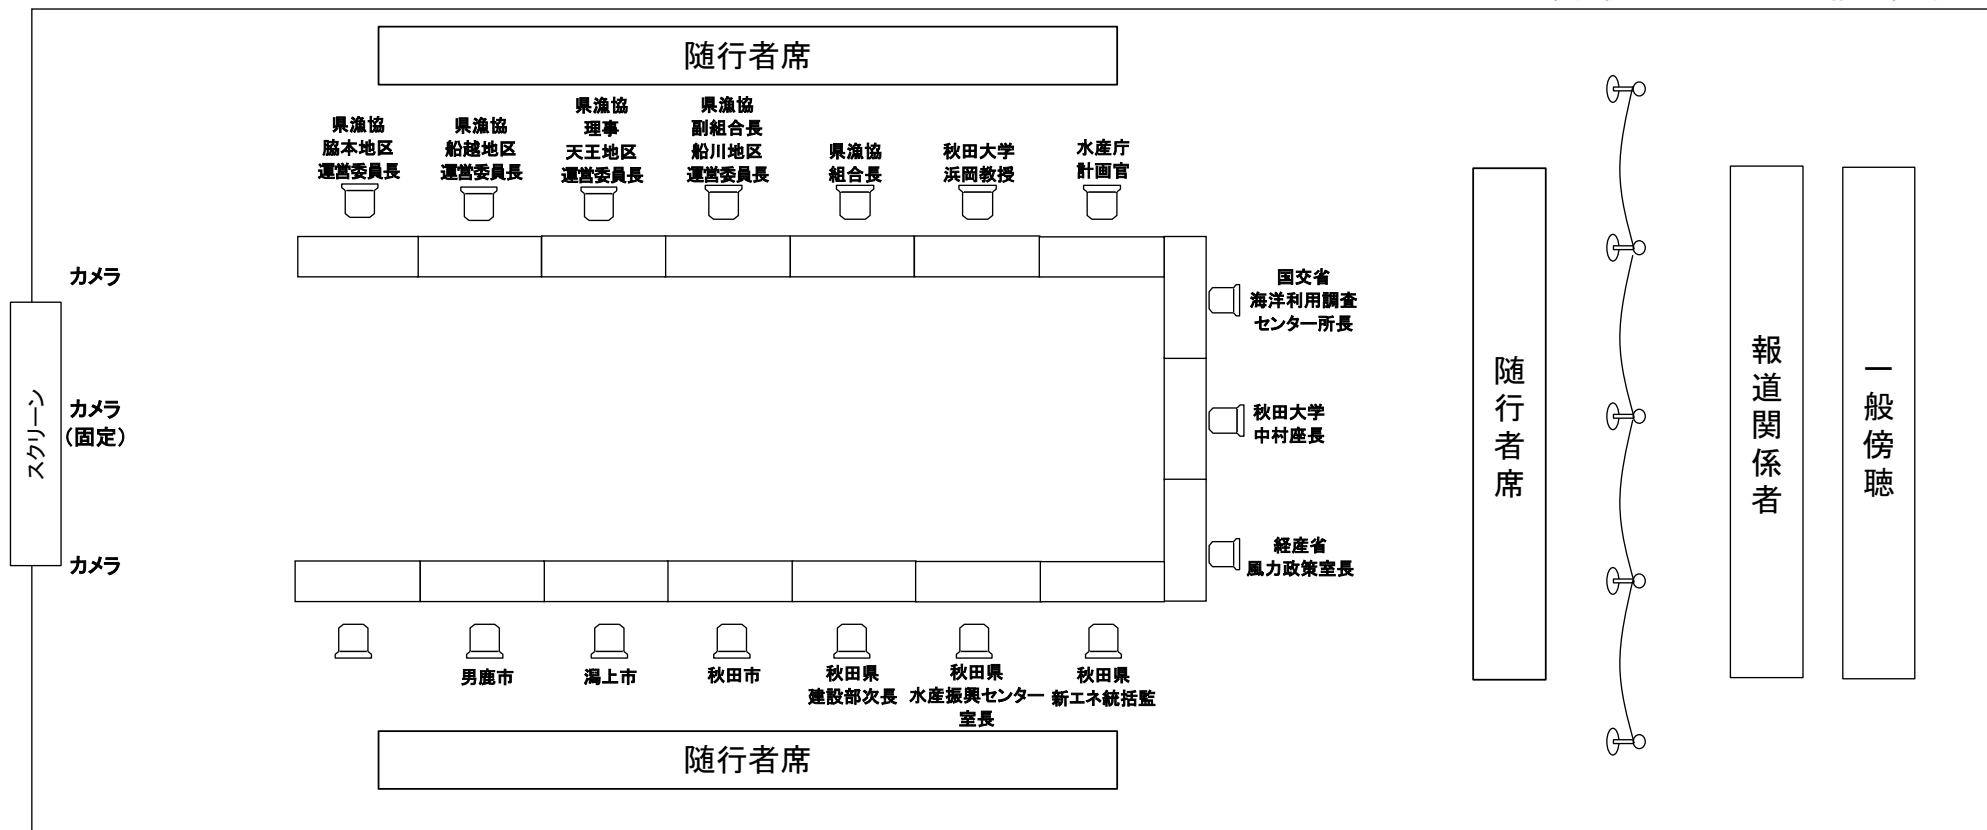 随行者席
県漁協
脇本地区
運営委員長
県漁協
船越地区
運営委員長
県漁協
理事
天王地区
運営委員長
県漁協
副組合長
船川地区
運営委員長
県漁協
組合長
秋田大学
浜岡教授
水産庁
計画官
カメラ
カメラ
(固定)
カメラ
スクリーン
国交省
海洋利用調査
センター所長
秋田大学
中村座長
経産省
風力政策室長
随行者席
報道関係者
一般傍聴
男鹿市
潟上市
秋田市
秋田県
建設部次長
秋田県
水産振興センター
室長
秋田県
新エネ統括監
随行者席